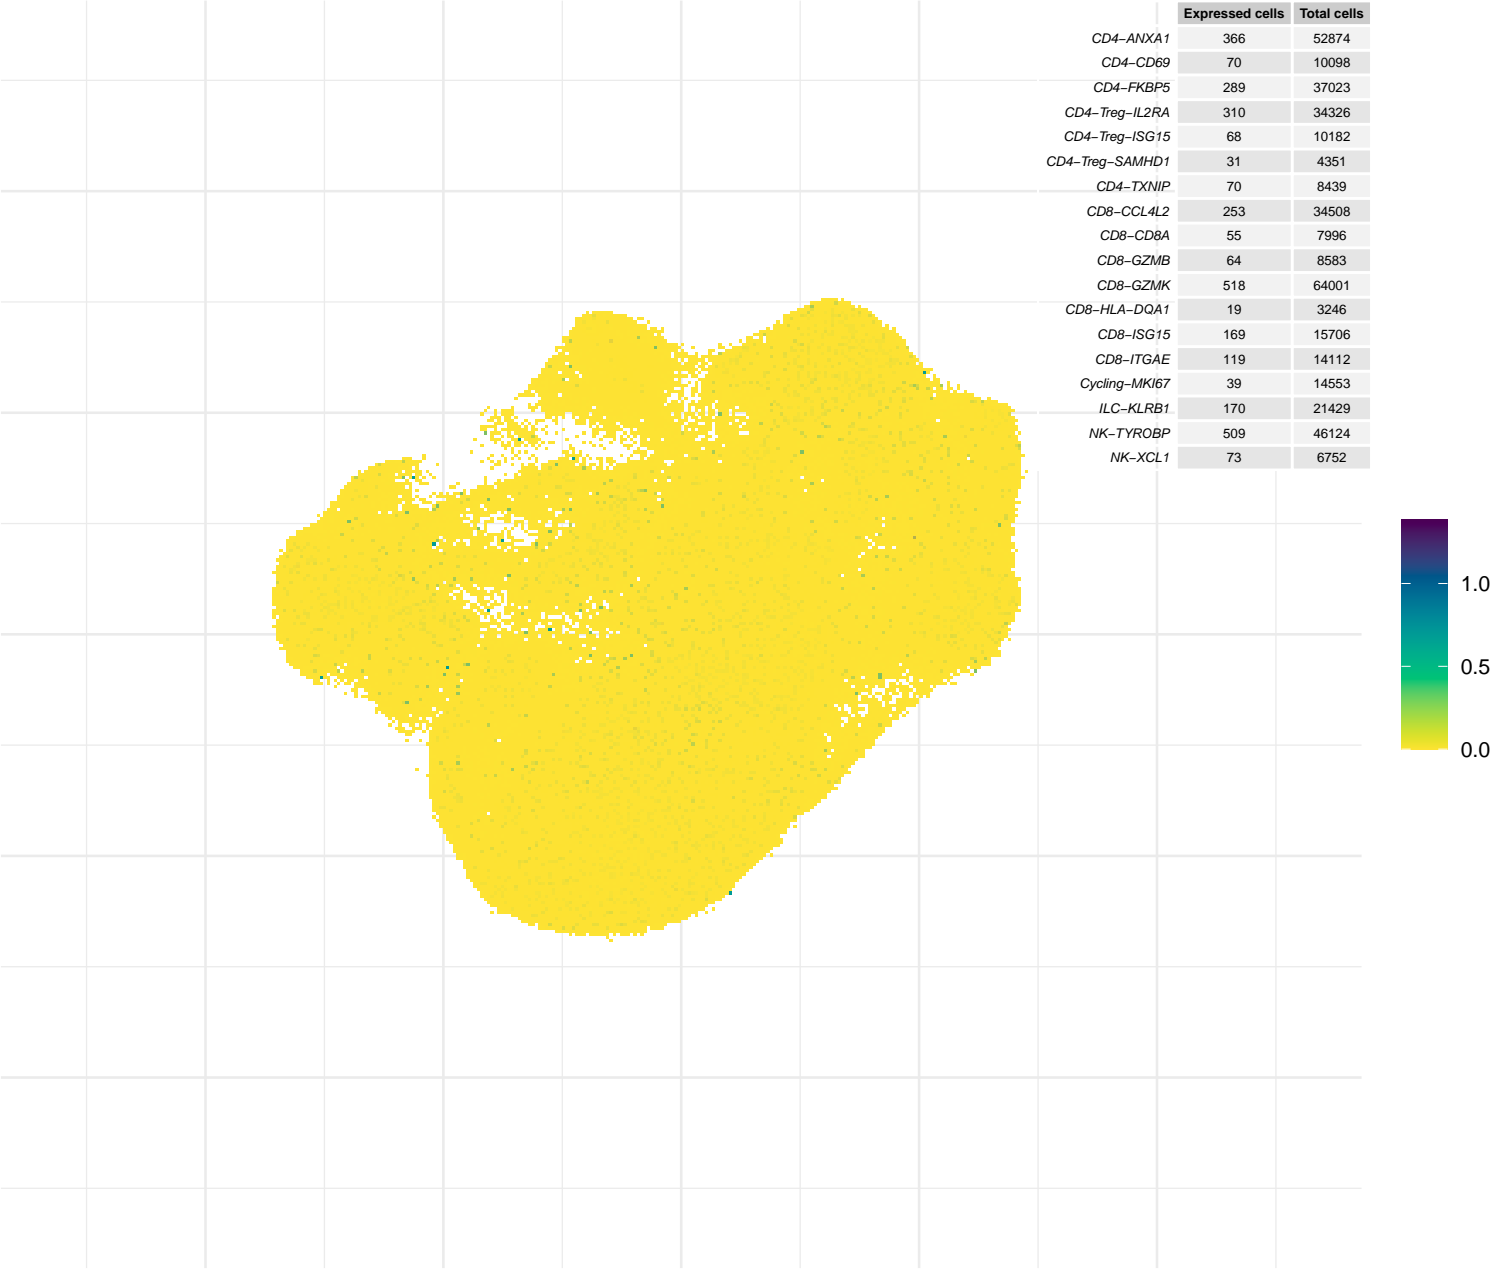 Expressed cells Total cells
CD4−ANXA1 366 52874
CD4−CD69 70 10098
CD4−FKBP5 289 37023
CD4−Treg−IL2RA 310 34326
CD4−Treg−ISG15 68 10182
CD4−Treg−SAMHD1 31 4351
CD4−TXNIP 70 8439
CD8−CCL4L2 253 34508
CD8−CD8A 55 7996
CD8−GZMB 64 8583
CD8−GZMK 518 64001
CD8−HLA−DQA1 19 3246
CD8−ISG15 169 15706
CD8−ITGAE 119 14112
Cycling−MKI67 39 14553
ILC−KLRB1 170 21429
NK−TYROBP 509 46124
NK−XCL1 73 6752
1.0
0.5
0.0